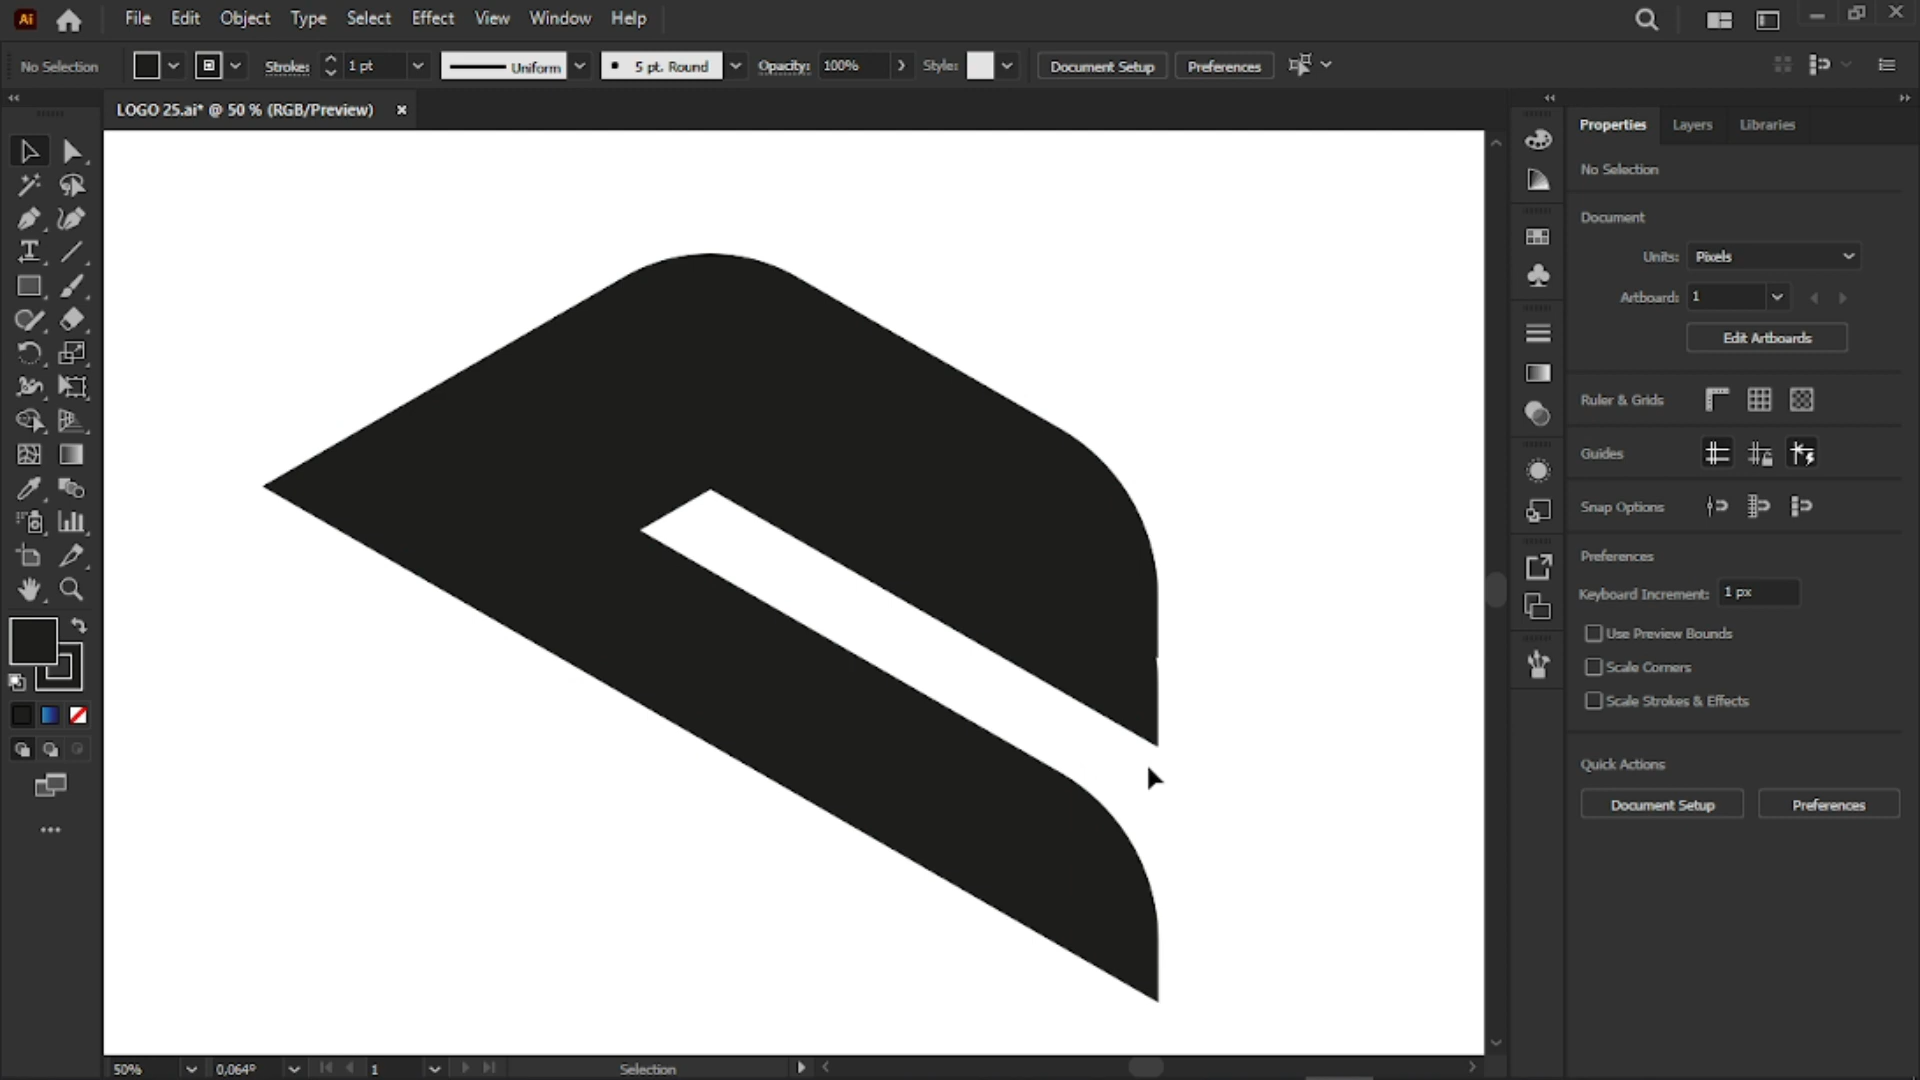 Ai File Edit Object Type Select Effect View Window Help
No Selection Stroke: 1 pt Uniform 5 pt. Round Opacity: 100% Style: Document Setup Preferences
LOGO 25.ai* @ 50 % (RGB/Preview)
Properties Layers Libraries
No Selection
Document
Units: Pixels
Artboard: 1
Edit Artboards
Ruler & Grids
Guides
Snap Options
Preferences
Keyboard Increment: 1 px
Use Preview Bounds
Scale Corners
Scale Strokes & Effects
Quick Actions
Document Setup Preferences
50% 0,064º 1 Selection